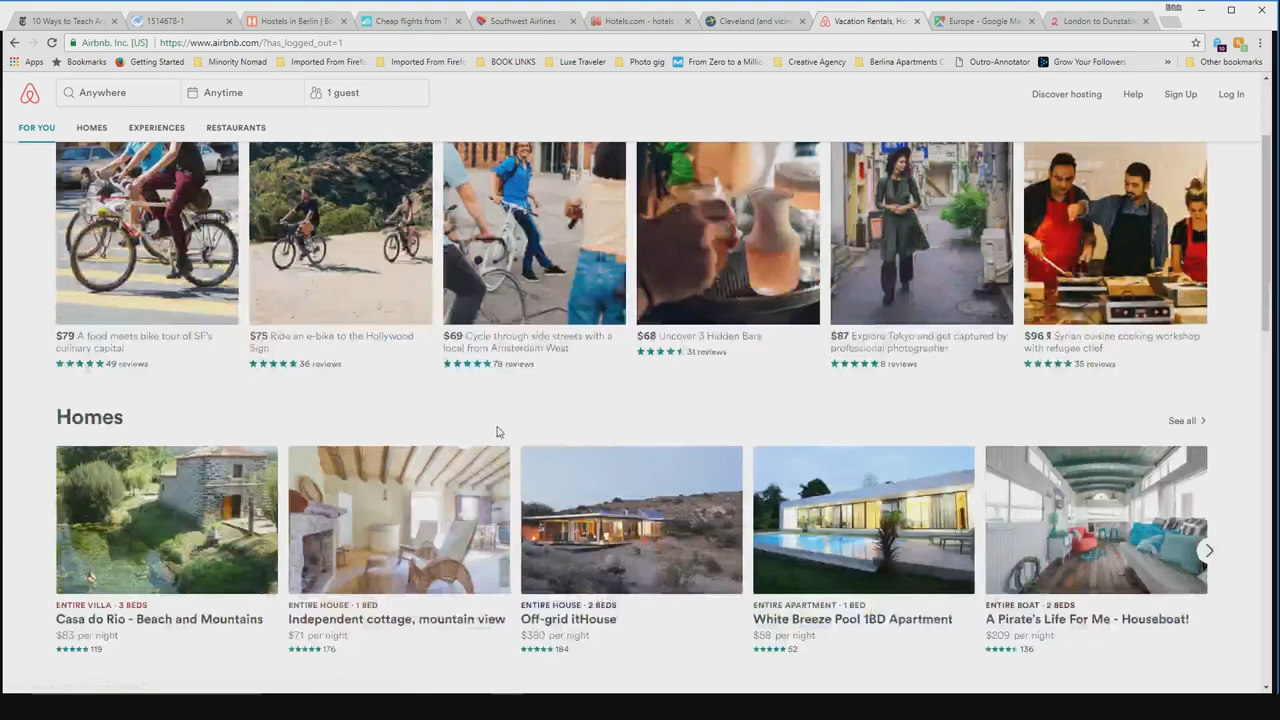 Erick
10 Ways to Teach Ar
1514678-1
Hostels in Berlin | Bo
Cheap flights from T
Southwest Airlines -
Hotels.com - hotels
Cleveland (and vicini
Vacation Rentals, Ho
Europe - Google Ma
London to Dunstable
Airbnb, Inc. [US] https://www.airbnb.com/?has_logged_out=1
10 1
Apps Bookmarks Getting Started Minority Nomad Imported From Firef Imported From Firef BOOK LINKS Luxe Traveler Photo gig From Zero to a Millio Creative Agency Berlina Apartments C Outro-Annotator Grow Your Followers » Other bookmarks
Anywhere Anytime 1 guest
Discover hosting Help Sign Up Log In
FOR YOU HOMES EXPERIENCES RESTAURANTS
$79 A food meets bike tour of SF's
culinary capital
49 reviews
$75 Ride an e-bike to the Hollywood
Sign
36 reviews
$69 Cycle through side streets with a
local from Amsterdam West
79 reviews
$68 Uncover 3 Hidden Bars
31 reviews
$87 Explore Tokyo and get captured by
professional photographer
8 reviews
$96 Syrian cuisine cooking workshop
with refugee chef
35 reviews
Homes
See all
ENTIRE VILLA · 3 BEDS
Casa do Rio - Beach and Mountains
$83 per night
119
ENTIRE HOUSE · 1 BED
Independent cottage, mountain view
$71 per night
176
ENTIRE HOUSE · 2 BEDS
Off-grid itHouse
$380 per night
184
ENTIRE APARTMENT · 1 BED
White Breeze Pool 1BD Apartment
$58 per night
52
ENTIRE BOAT · 2 BEDS
A Pirate's Life For Me - Houseboat!
$209 per night
136